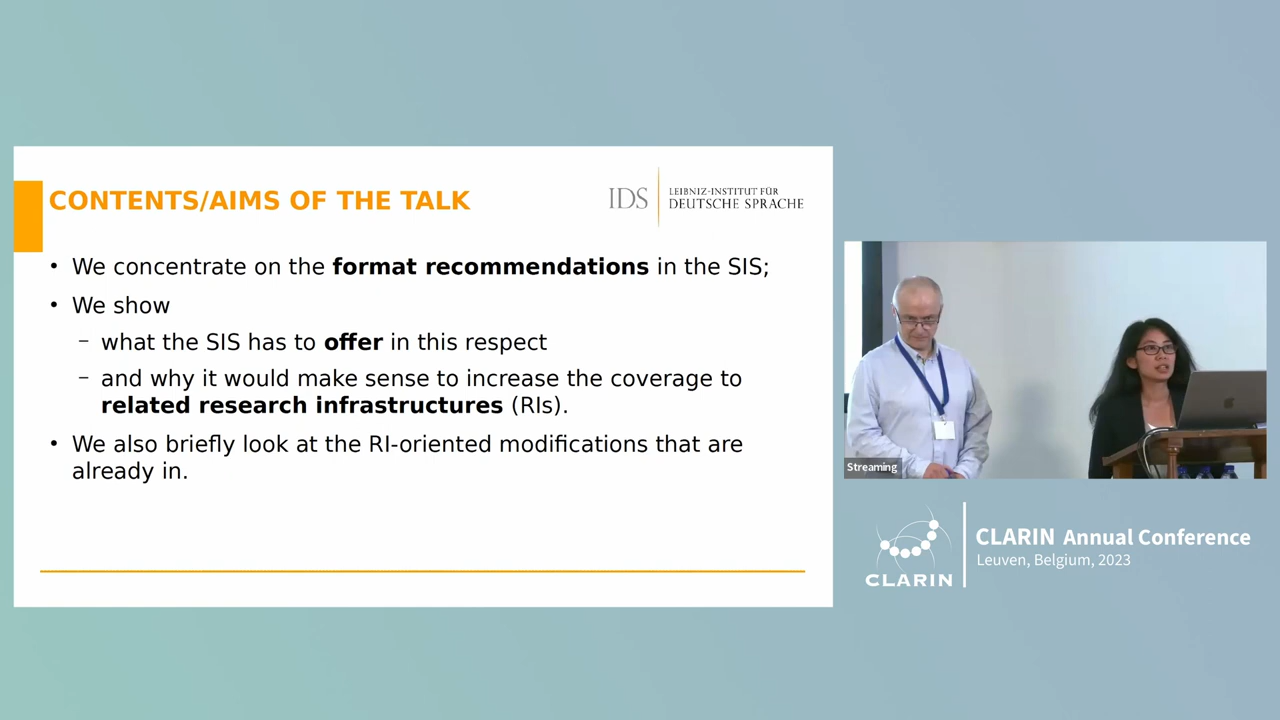 CONTENTS/AIMS OF THE TALK
IDS
LEIBNIZ-INSTITUT FÜR
DEUTSCHE SPRACHE
• We concentrate on the format recommendations in the SIS;
• We show
– what the SIS has to offer in this respect
– and why it would make sense to increase the coverage to
related research infrastructures (RIs).
• We also briefly look at the RI-oriented modifications that are
already in.
Streaming
CLARIN
CLARIN Annual Conference
Leuven, Belgium, 2023